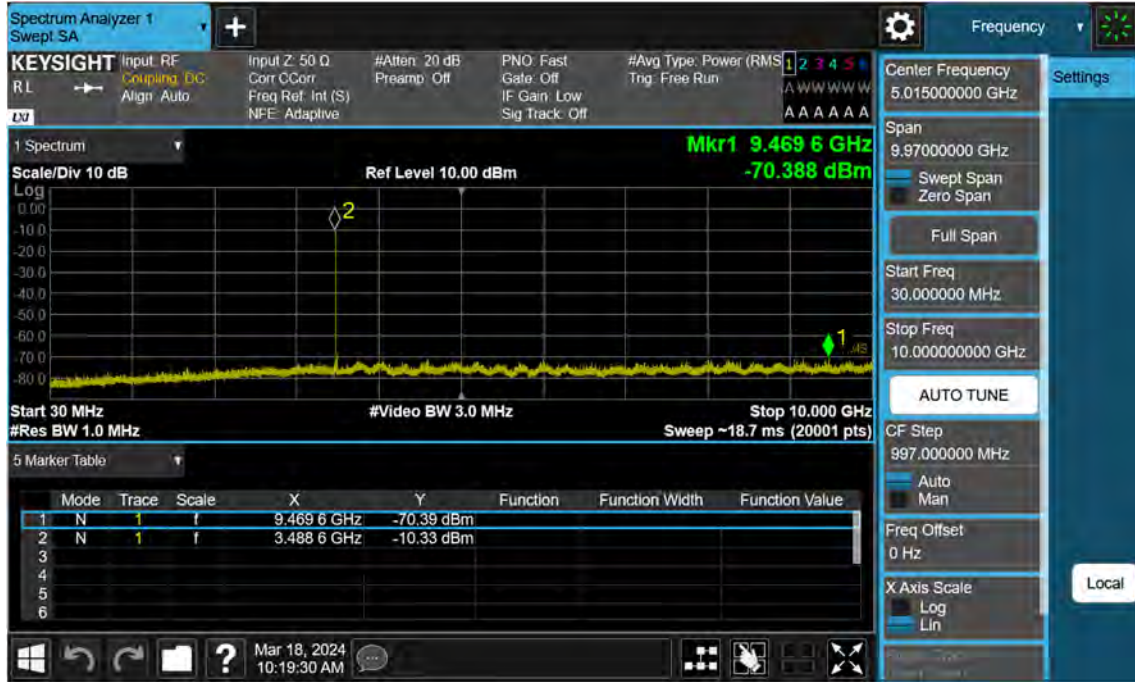 Spectrum Analyzer 1
Swept SA
+
Frequency
KEYSIGHT
RL
LXI
Input: RF
Coupling: DC
Align: Auto
Input Z: 50 Ω
Corr CCorr
Freq Ref: Int (S)
NFE: Adaptive
#Atten: 20 dB
Preamp: Off
PNO: Fast
Gate: Off
IF Gain: Low
Sig Track: Off
#Avg Type: Power (RMS
Trig: Free Run
1 2 3 4 5 6
A W W W W W
A A A A A A
Center Frequency
5.015000000 GHz
Settings
1 Spectrum
Mkr1 9.469 6 GHz
-70.388 dBm
Scale/Div 10 dB
Ref Level 10.00 dBm
Log
0.00
-10.0
-20.0
-30.0
-40.0
-50.0
-60.0
-70.0
-80.0
2
1
Start 30 MHz
#Video BW 3.0 MHz
Stop 10.000 GHz
#Res BW 1.0 MHz
Sweep ~18.7 ms (20001 pts)
Span
9.97000000 GHz
Swept Span
Zero Span
Full Span
Start Freq
30.000000 MHz
Stop Freq
10.000000000 GHz
AUTO TUNE
CF Step
997.000000 MHz
Auto
Man
Freq Offset
0 Hz
X Axis Scale
Log
Lin
Local
5 Marker Table
Mode Trace Scale X Y Function Function Width Function Value
1 N 1 f 9.469 6 GHz -70.39 dBm
2 N 1 f 3.488 6 GHz -10.33 dBm
3
4
5
6
?
Mar 18, 2024
10:19:30 AM